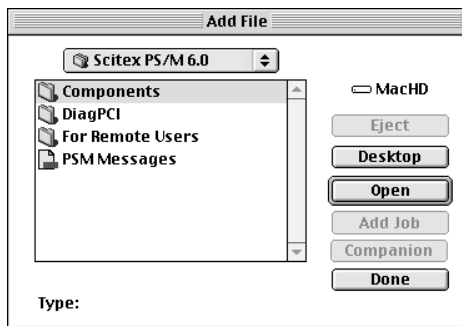 Add File
Scitex PS/M 6.0
Components
DiagPCI
For Remote Users
PSM Messages
MacHD
Eject
Desktop
Open
Add Job
Companion
Done
Type: